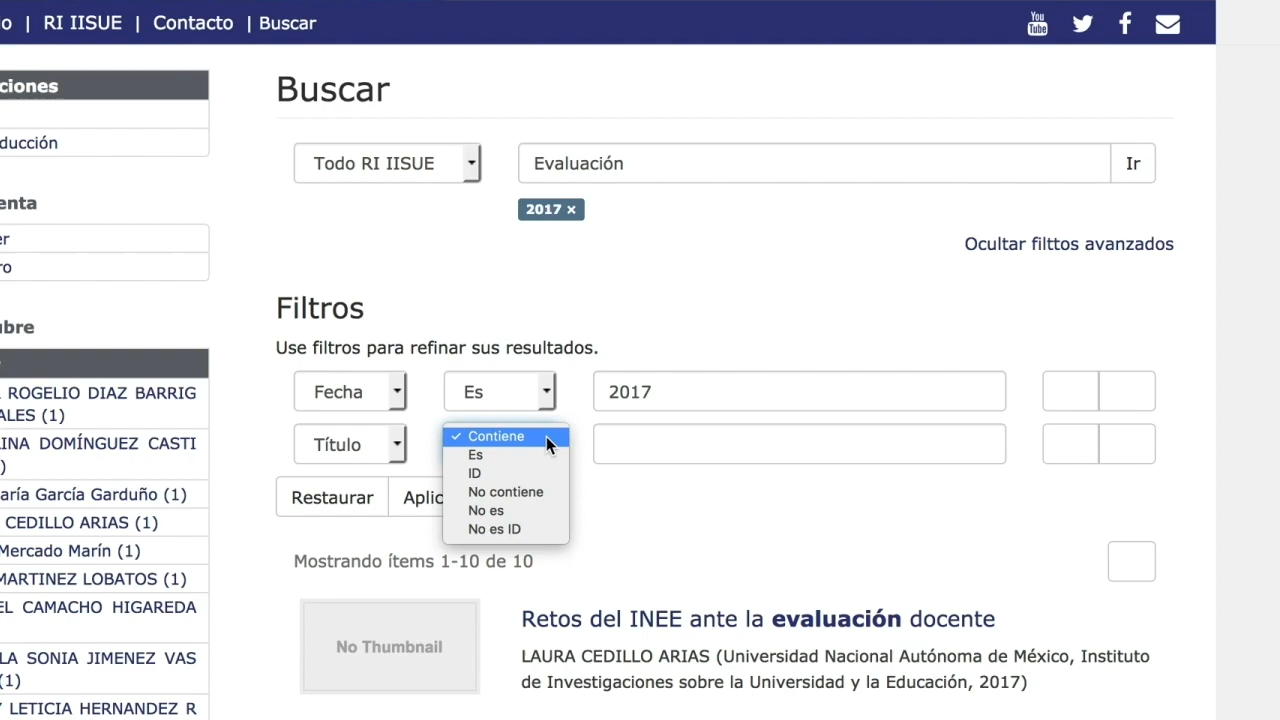 o | RI IISUE | Contacto | Buscar
You
Tube
ciones
ducción
enta
er
ro
ubre
ROGELIO DIAZ BARRIG
ALES (1)
INA DOMÍNGUEZ CASTI
)
aría García Garduño (1)
CEDILLO ARIAS (1)
Mercado Marín (1)
MARTINEZ LOBATOS (1)
EL CAMACHO HIGAREDA
LA SONIA JIMENEZ VAS
(1)
Y LETICIA HERNANDEZ R
Buscar
Todo RI IISUE
Evaluación
Ir
2017 ×
Ocultar filttos avanzados
Filtros
Use filtros para refinar sus resultados.
Fecha Es 2017
Título
✓ Contiene
Es
ID
No contiene
No es
No es ID
Restaurar Aplic
Mostrando ítems 1-10 de 10
No Thumbnail
Retos del INEE ante la evaluación docente
LAURA CEDILLO ARIAS (Universidad Nacional Autónoma de México, Instituto
de Investigaciones sobre la Universidad y la Educación, 2017)